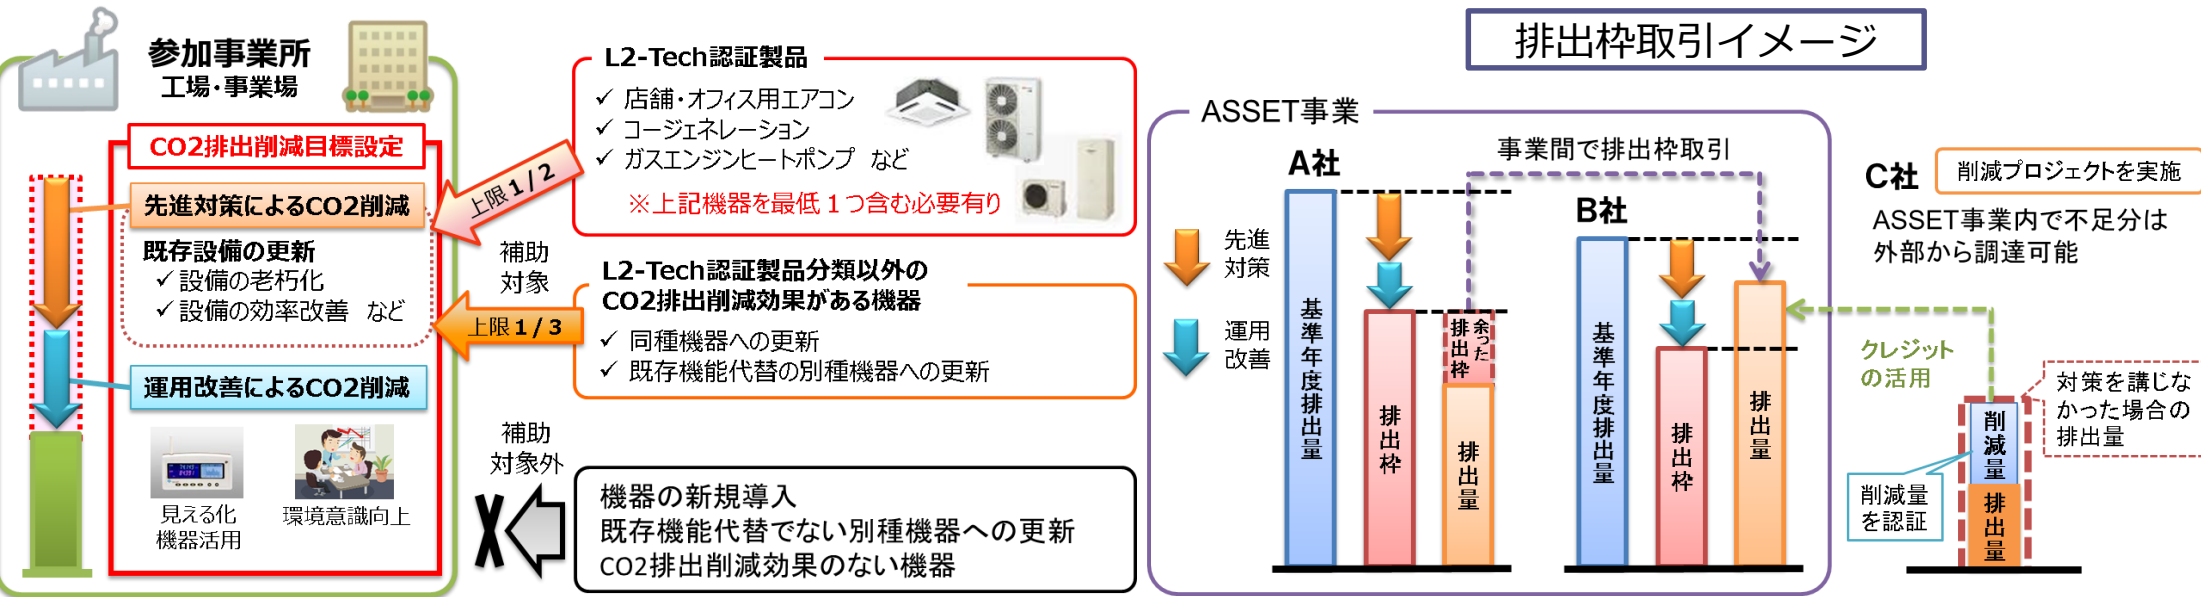 参加事業所
工場・事業場
CO2排出削減目標設定
先進対策によるCO2削減
既存設備の更新
✓ 設備の老朽化
✓ 設備の効率改善　など
運用改善によるCO2削減
見える化
機器活用
環境意識向上
上限1/2
補助
対象
上限1/3
補助
対象外
L2-Tech認証製品
✓ 店舗・オフィス用エアコン
✓ コージェネレーション
✓ ガスエンジンヒートポンプ　など
※上記機器を最低1つ含む必要有り
L2-Tech認証製品分類以外の
CO2排出削減効果がある機器
✓ 同種機器への更新
✓ 既存機能代替の別種機器への更新
機器の新規導入
既存機能代替でない別種機器への更新
CO2排出削減効果のない機器
排出枠取引イメージ
ASSET事業
事業間で排出枠取引
先進
対策
運用
改善
A社
基準年度排出量
排出枠
余った
排出枠
排出量
B社
基準年度排出量
排出枠
排出量
C社
削減プロジェクトを実施
ASSET事業内で不足分は
外部から調達可能
クレジット
の活用
対策を講じな
かった場合の
排出量
削減量
排出量
削減量
を認証